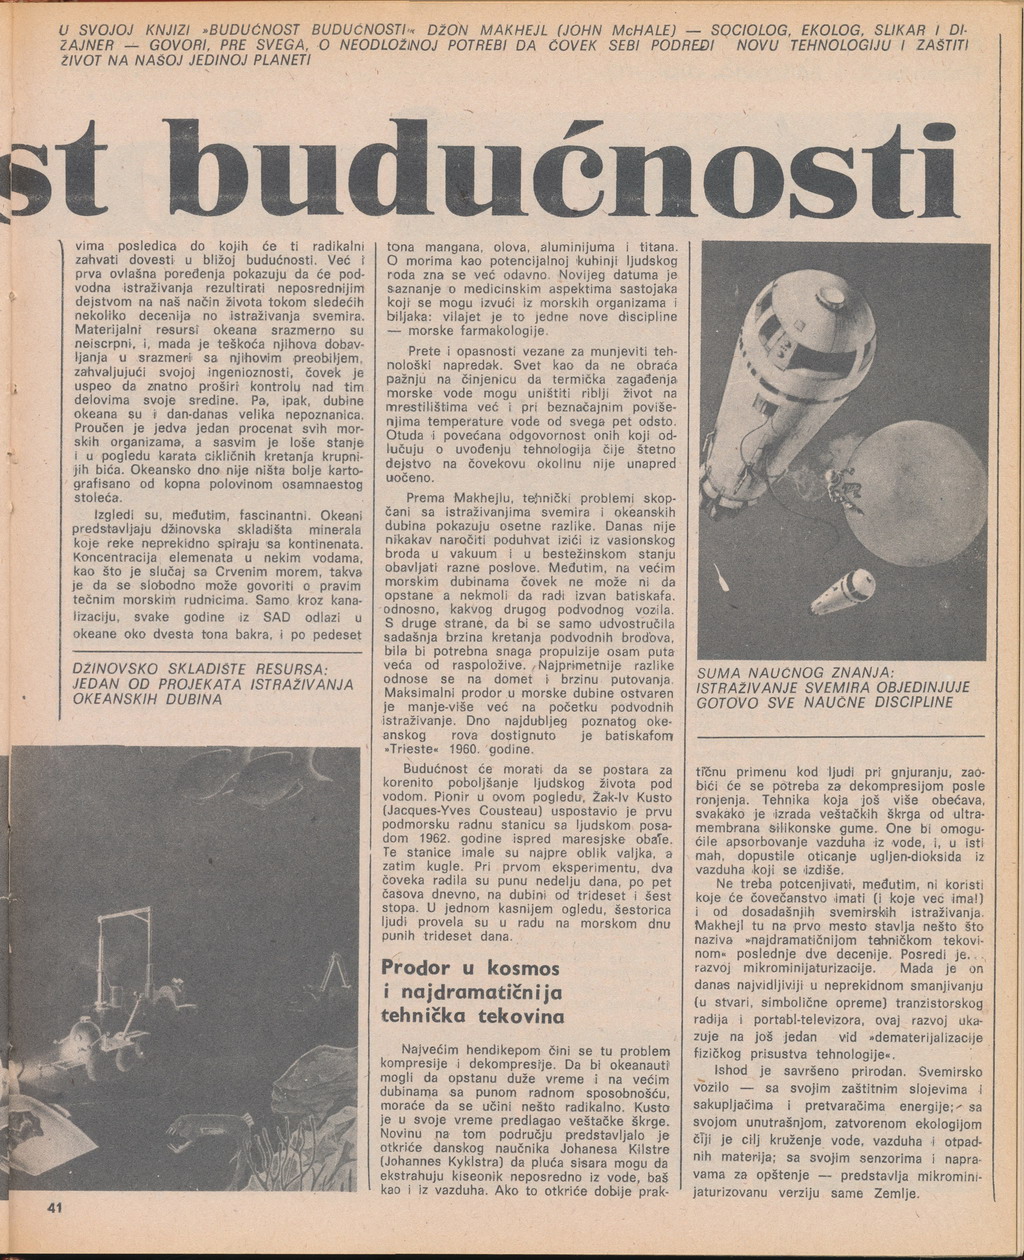 U SVOJOJ KNJIZI »BUDUĆNOST BUDUĆNOSTI«, DŽON MAKHEJL (JOHN McHALE) — SOCIOLOG, EKOLOG, SLIKAR I DI-
ZAJNER — GOVORI, PRE SVEGA, O NEODLOŽNOJ POTREBI DA ČOVEK SEBI PODREDI NOVU TEHNOLOGIJU I ZAŠTITI
ŽIVOT NA NAŠOJ JEDINOJ PLANETI
st budućnosti
vima posledica do kojih će ti radikalni
zahvati dovesti u bližoj budućnosti. Već i
prva ovlašna poređenja pokazuju da će pod-
vodna istraživanja rezultirati neposrednijim
dejstvom na naš način života tokom sledećih
nekoliko decenija no istraživanja svemira.
Materijalni resursi okeana srazmerno su
neiscrpni, i, mada je teškoća njihova dobav-
ljanja u srazmeri sa njihovim preobiljem,
zahvaljujući svojoj ingenioznosti, čovek je
uspeo da znatno proširi kontrolu nad tim
delovima svoje sredine. Pa, ipak, dubine
okeana su i dan-danas velika nepoznanica.
Proučen je jedva jedan procenat svih mor-
skih organizama, a sasvim je loše stanje
i u pogledu karata cikličnih kretanja krupni-
jih bića. Okeansko dno nije ništa bolje karto-
grafisano od kopna polovinom osamnaestog
stoleća.
Izgledi su, međutim, fascinantni. Okeani
predstavljaju džinovska skladišta minerala
koje reke neprekidno spiraju sa kontinenata.
Koncentracija elemenata u nekim vodama,
kao što je slučaj sa Crvenim morem, takva
je da se slobodno može govoriti o pravim
tečnim morskim rudnicima. Samo kroz kana-
lizaciju, svake godine iz SAD odlazi u
okeane oko dvesta tona bakra, i po pedeset
DŽINOVSKO SKLADIŠTE RESURSA:
JEDAN OD PROJEKATA ISTRAŽIVANJA
OKEANSKIH DUBINA
41
tona mangana, olova, aluminijuma i titana.
O morima kao potencijalnoj kuhinji ljudskog
roda zna se već odavno. Novijeg datuma je
saznanje o medicinskim aspektima sastojaka
koji se mogu izvući iz morskih organizama i
biljaka: vilajet je to jedne nove discipline
— morske farmakologije.
Prete i opasnosti vezane za munjeviti teh-
nološki napredak. Svet kao da ne obraća
pažnju na činjenicu da termička zagađenja
morske vode mogu uništiti riblji život na
mrestilištima već i pri beznačajnim poviše-
njima temperature vode od svega pet odsto.
Otuda i povećana odgovornost onih koji od-
lučuju o uvođenju tehnologija čije štetno
dejstvo na čovekovu okolinu nije unapred
uočeno.
Prema Makhejlu, tehnički problemi skop-
čani sa istraživanjima svemira i okeanskih
dubina pokazuju osetne razlike. Danas nije
nikakav naročiti poduhvat izići iz vasionskog
broda u vakuum i u bestežinskom stanju
obavljati razne poslove. Međutim, na većim
morskim dubinama čovek ne može ni da
opstane a nekmoli da radi izvan batiskafa.
odnosno, kakvog drugog podvodnog vozila.
S druge strane, da bi se samo udvostručila
sadašnja brzina kretanja podvodnih brodova,
bila bi potrebna snaga propulzije osam puta
veća od raspoložive. Najprimetnije razlike
odnose se na domet i brzinu putovanja.
Maksimalni prodor u morske dubine ostvaren
je manje-više već na početku podvodnih
istraživanje. Dno najdubljeg poznatog oke-
anskog rova dostignuto je batiskafom
»Trieste« 1960. godine.
Budućnost će morati da se postara za
korenito poboljšanje ljudskog života pod
vodom. Pionir u ovom pogledu, Žak-Iv Kusto
(Jacques-Yves Cousteau) uspostavio je prvu
podmorsku radnu stanicu sa ljudskom posa-
dom 1962. godine ispred maresjske obale.
Te stanice imale su najpre oblik valjka, a
zatim kugle. Pri prvom eksperimentu, dva
čoveka radila su punu nedelju dana, po pet
časova dnevno, na dubini od trideset i šest
stopa. U jednom kasnijem ogledu, šestorica
ljudi provela su u radu na morskom dnu
punih trideset dana.
Prodor u kosmos
i najdramatičnija
tehnička tekovina
Najvećim hendikepom čini se tu problem
kompresije i dekompresije. Da bi okeanauti
mogli da opstanu duže vreme i na većim
dubinama sa punom radnom sposobnošću,
moraće da se učini nešto radikalno. Kusto
je u svoje vreme predlagao veštačke škrge.
Novinu na tom području predstavljalo je
otkriće danskog naučnika Johanesa Kilstre
(Johannes Kyklstra) da pluća sisara mogu da
ekstrahuju kiseonik neposredno iz vode, baš
kao i iz vazduha. Ako to otkriće dobije prak-
SUMA NAUČNOG ZNANJA:
ISTRAŽIVANJE SVEMIRA OBJEDINJUJE
GOTOVO SVE NAUČNE DISCIPLINE
tičnu primenu kod ljudi pri gnjuranju, zao-
bići će se potreba za dekompresijom posle
ronjenja. Tehnika koja još više obećava,
svakako je izrada veštačkih škrga od ultra-
membrana silikonske gume. One bi omogu-
ćile apsorbovanje vazduha iz vode, i, u isti
mah, dopustile oticanje ugljen-dioksida iz
vazduha koji se izdiše.
Ne treba potcenjivati, međutim, ni koristi
koje će čovečanstvo imati (i koje već ima!)
i od dosadašnjih svemirskih istraživanja.
Makhejl tu na prvo mesto stavlja nešto što
naziva »najdramatičnijom tehničkom tekovi-
nom« poslednje dve decenije. Posredi je...
razvoj mikrominijaturizacije. Mada je on
danas najvidljiviji u neprekidnom smanjivanju
(u stvari, simbolične opreme) tranzistorskog
radija i portabl-televizora, ovaj razvoj uka-
zuje na još jedan vid »dematerijalizacije
fizičkog prisustva tehnologije«.
Ishod je savršeno prirodan. Svemirsko
vozilo — sa svojim zaštitnim slojevima i
sakupljačima i pretvaračima energije; sa
svojom unutrašnjom, zatvorenom ekologijom
čiji je cilj kruženje vode, vazduha i otpad-
nih materija; sa svojim senzorima i napra-
vama za opštenje — predstavlja mikromini-
jaturizovanu verziju same Zemlje.